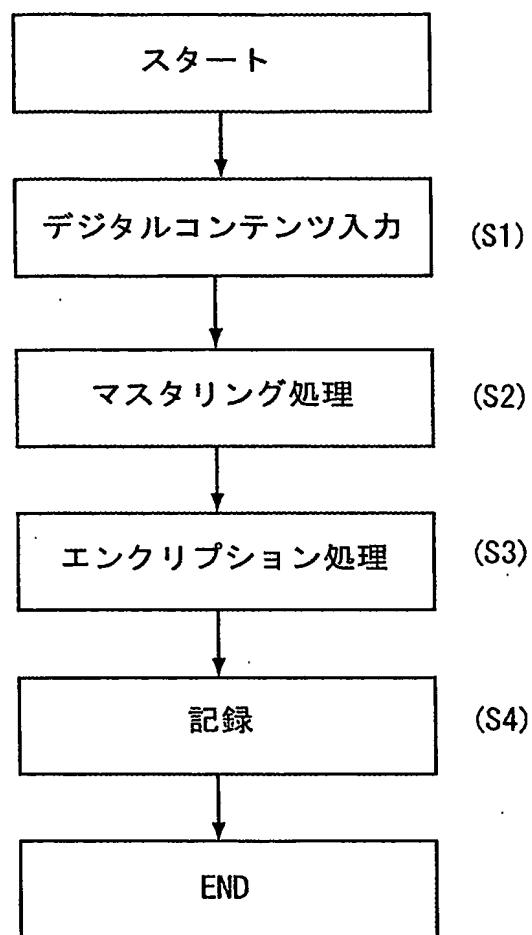 スタート
デジタルコンテンツ入力 (S1)
マスタリング処理 (S2)
エンクリプション処理 (S3)
記録 (S4)
END